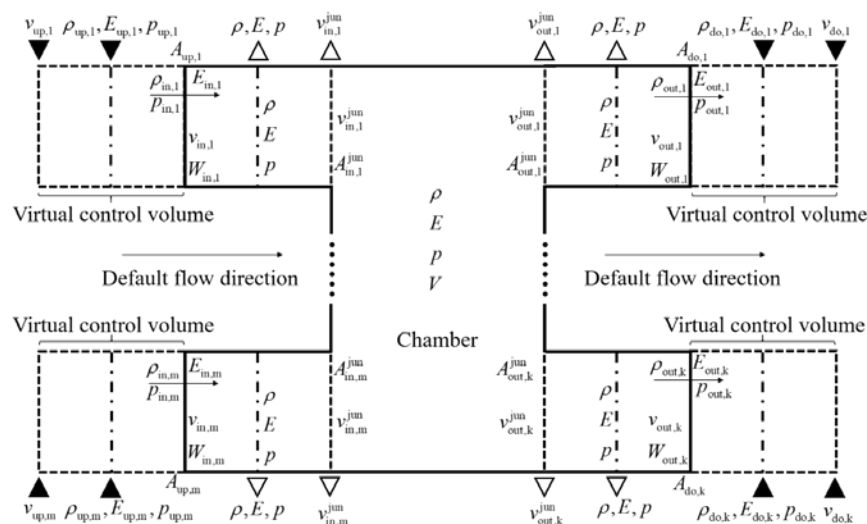 v_up,1 ρ_up,1, E_up,1, p_up,1 ρ, E, p v_in,1^jun v_out,1^jun ρ, E, p ρ_do,1, E_do,1, p_do,1 v_do,1
A_up,1 A_do,1
ρ_in,1 E_in,1 ρ_out,1 E_out,1
p_in,1 p_out,1
ρ v_in,1^jun v_out,1^jun ρ
v_in,1 E E v_out,1
W_in,1 p A_in,1^jun A_out,1^jun p W_out,1
Virtual control volume ρ Virtual control volume
E
Default flow direction p Default flow direction
V
Virtual control volume Virtual control volume
Chamber
ρ_in,m E_in,m A_in,m^jun A_out,k^jun ρ_out,k E_out,k
p_in,m p_out,k
ρ ρ
v_in,m E v_in,m^jun v_out,k^jun E v_out,k
W_in,m p p W_out,k
A_up,m A_do,k
v_up,m ρ_up,m, E_up,m, p_up,m ρ, E, p v_in,m^jun v_out,k^jun ρ, E, p ρ_do,k, E_do,k, p_do,k v_do,k